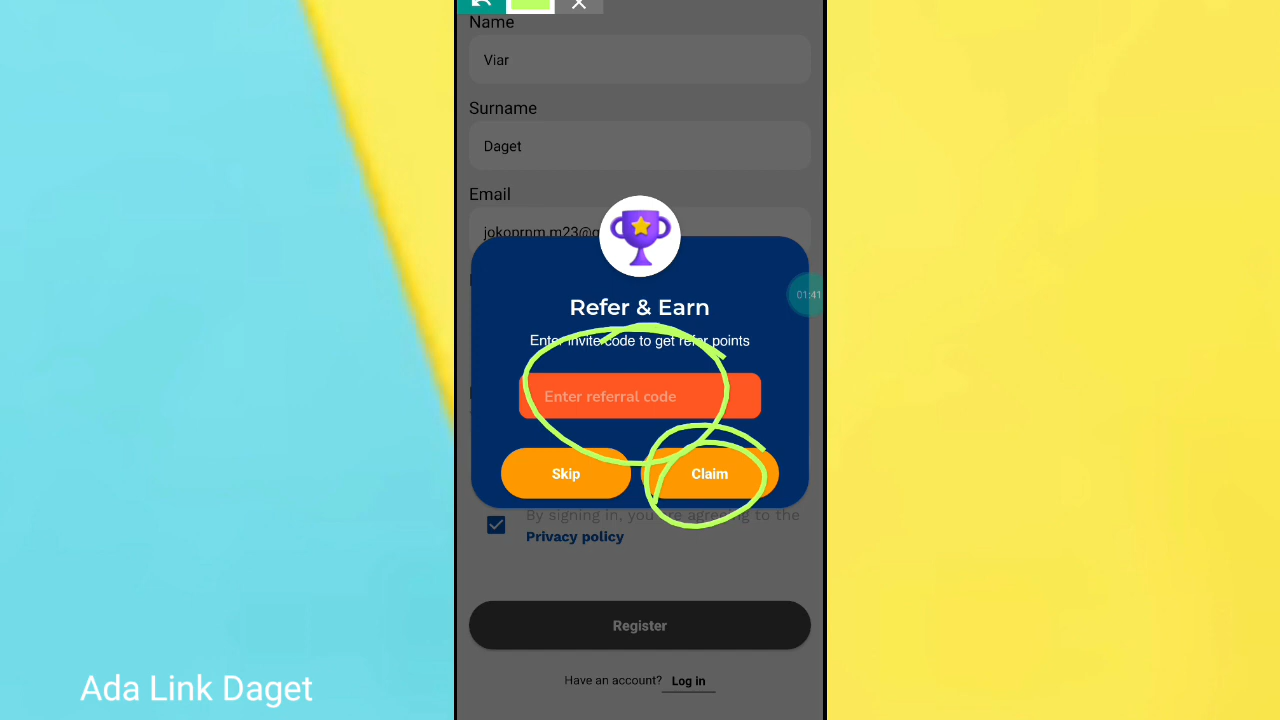 Name
Viar
Surname
Daget
Email
jokoprnm.m23@g
01:41
Refer & Earn
Enter invite code to get refer points
Enter referral code
Skip
Claim
By signing in, you are agreeing to the
Privacy policy
Register
Have an account? Log in
Ada Link Daget